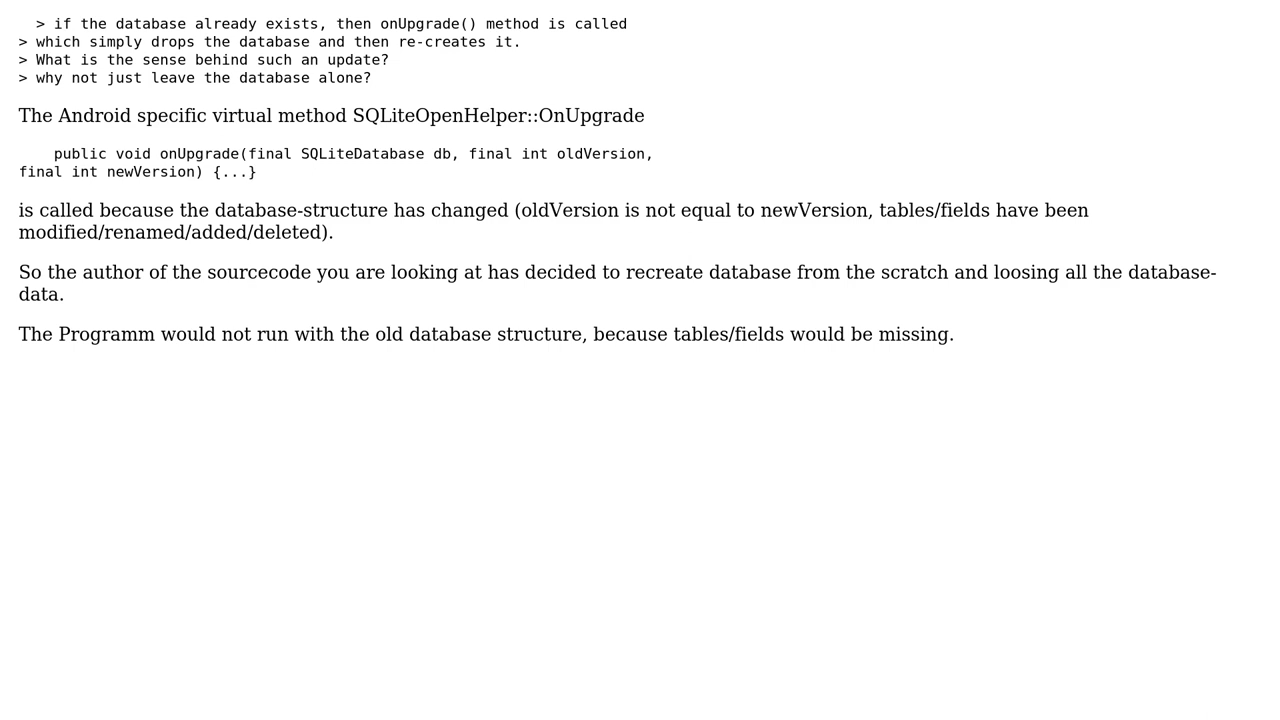 > if the database already exists, then onUpgrade() method is called
> which simply drops the database and then re-creates it.
> What is the sense behind such an update?
> why not just leave the database alone?
The Android specific virtual method SQLiteOpenHelper::OnUpgrade
public void onUpgrade(final SQLiteDatabase db, final int oldVersion,
final int newVersion) {...}
is called because the database-structure has changed (oldVersion is not equal to newVersion, tables/fields have been
modified/renamed/added/deleted).
So the author of the sourcecode you are looking at has decided to recreate database from the scratch and loosing all the database-
data.
The Programm would not run with the old database structure, because tables/fields would be missing.